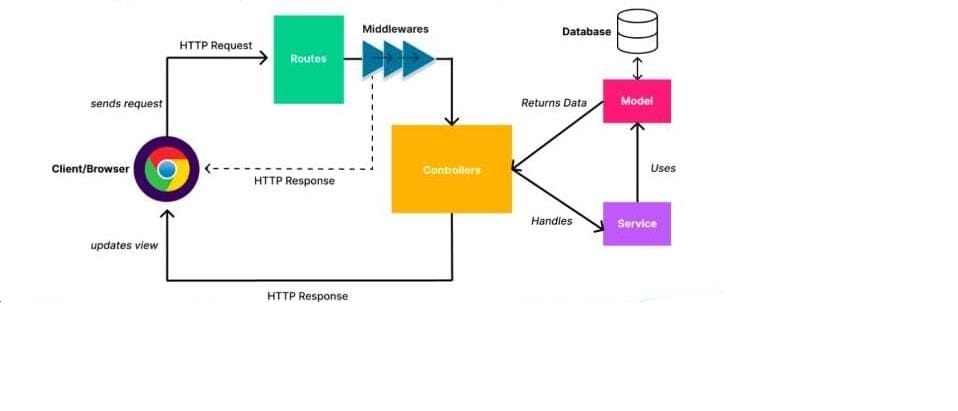 Middlewares
Database
HTTP Request
Routes
sends request
Returns Data
Model
Client/Browser
Controllers
Uses
HTTP Response
Handles
Service
updates view
HTTP Response